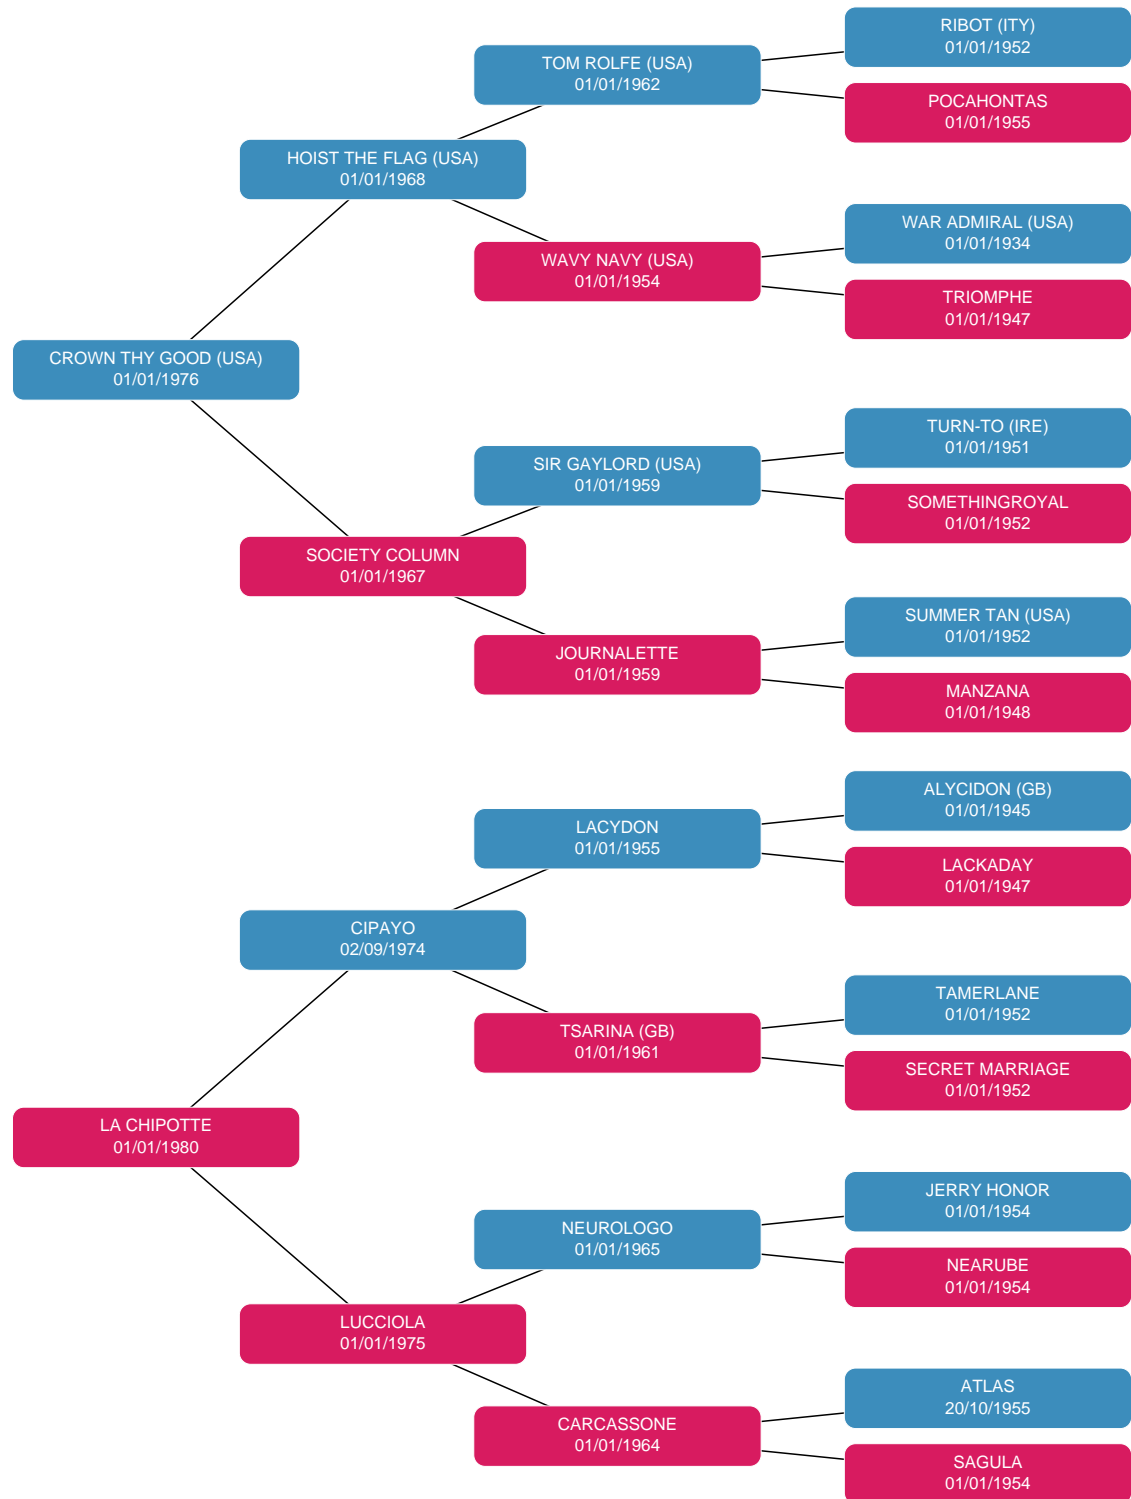 RIBOT (ITY)
01/01/1952
TOM ROLFE (USA)
01/01/1962
POCAHONTAS
01/01/1955
HOIST THE FLAG (USA)
01/01/1968
WAR ADMIRAL (USA)
01/01/1934
WAVY NAVY (USA)
01/01/1954
TRIOMPHE
01/01/1947
CROWN THY GOOD (USA)
01/01/1976
TURN-TO (IRE)
01/01/1951
SIR GAYLORD (USA)
01/01/1959
SOMETHINGROYAL
01/01/1952
SOCIETY COLUMN
01/01/1967
SUMMER TAN (USA)
01/01/1952
JOURNALETTE
01/01/1959
MANZANA
01/01/1948
ALYCIDON (GB)
01/01/1945
LACYDON
01/01/1955
LACKADAY
01/01/1947
CIPAYO
02/09/1974
TAMERLANE
01/01/1952
TSARINA (GB)
01/01/1961
SECRET MARRIAGE
01/01/1952
LA CHIPOTTE
01/01/1980
JERRY HONOR
01/01/1954
NEUROLOGO
01/01/1965
NEARUBE
01/01/1954
LUCCIOLA
01/01/1975
ATLAS
20/10/1955
CARCASSONE
01/01/1964
SAGULA
01/01/1954